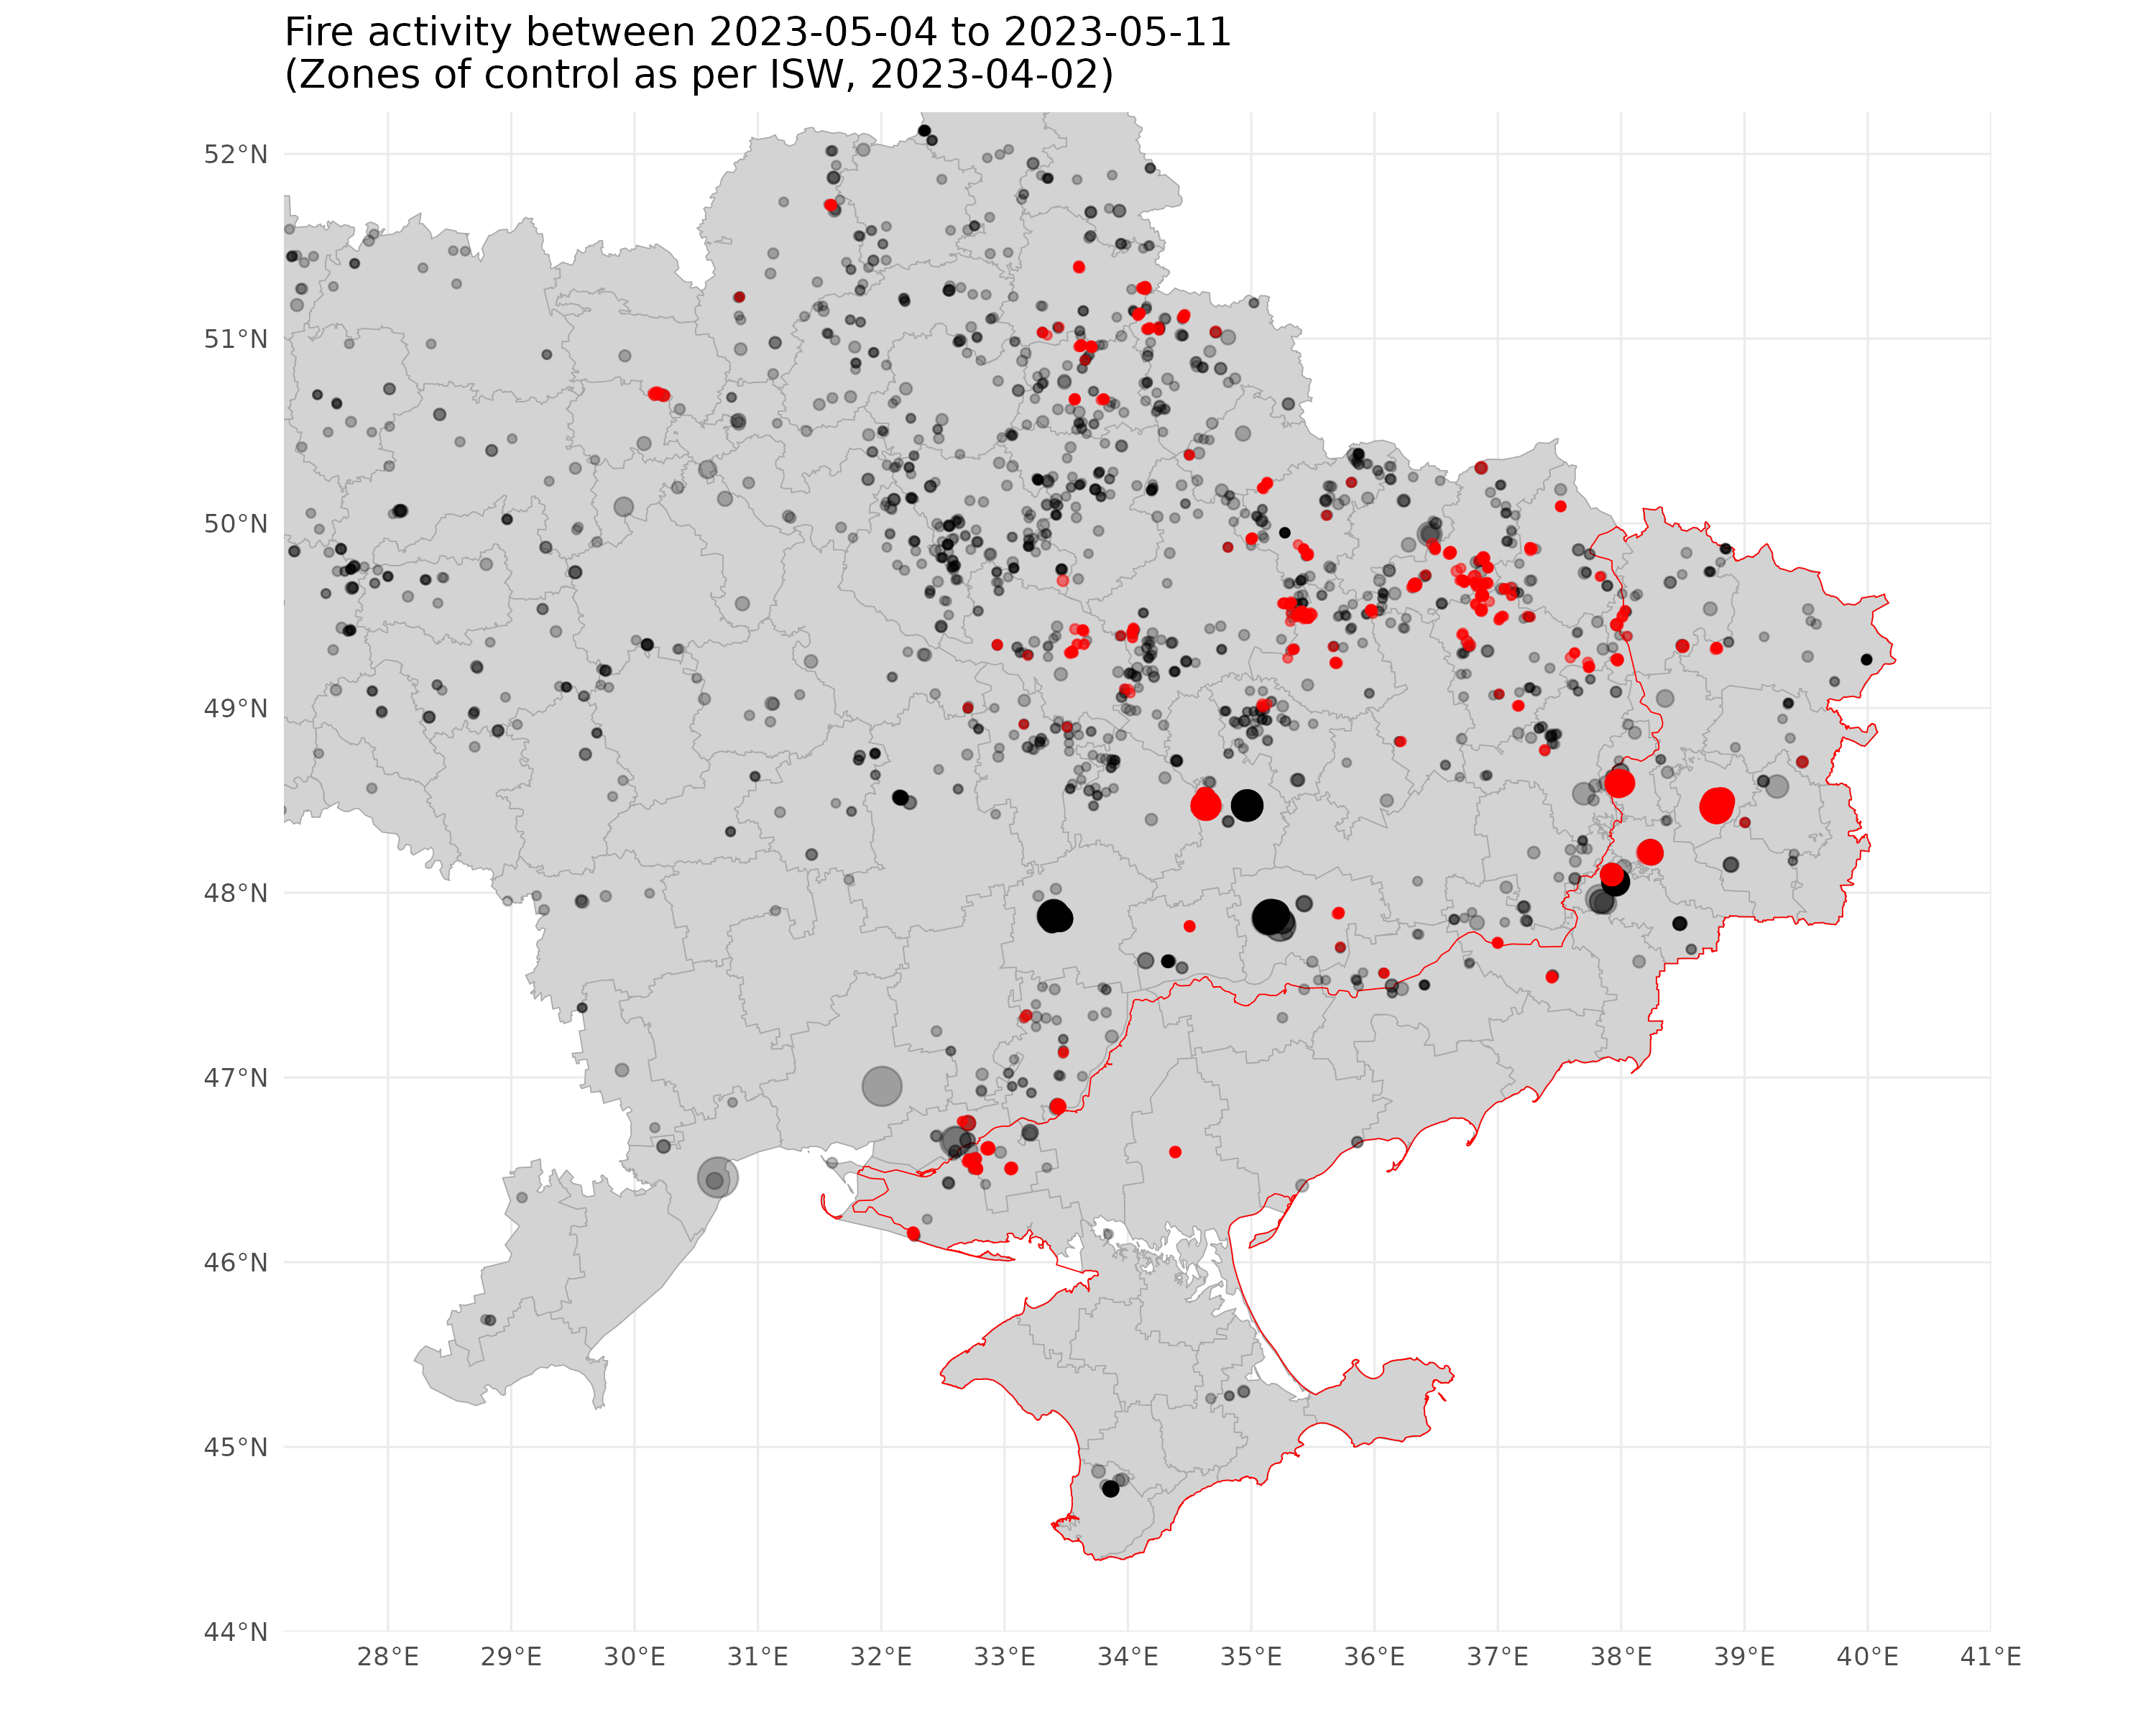 Fire activity between 2023-05-04 to 2023-05-11
(Zones of control as per ISW, 2023-04-02)
52°N
51°N
50°N
49°N
48°N
47°N
46°N
45°N
44°N
28°E 29°E 30°E 31°E 32°E 33°E 34°E 35°E 36°E 37°E 38°E 39°E 40°E 41°E